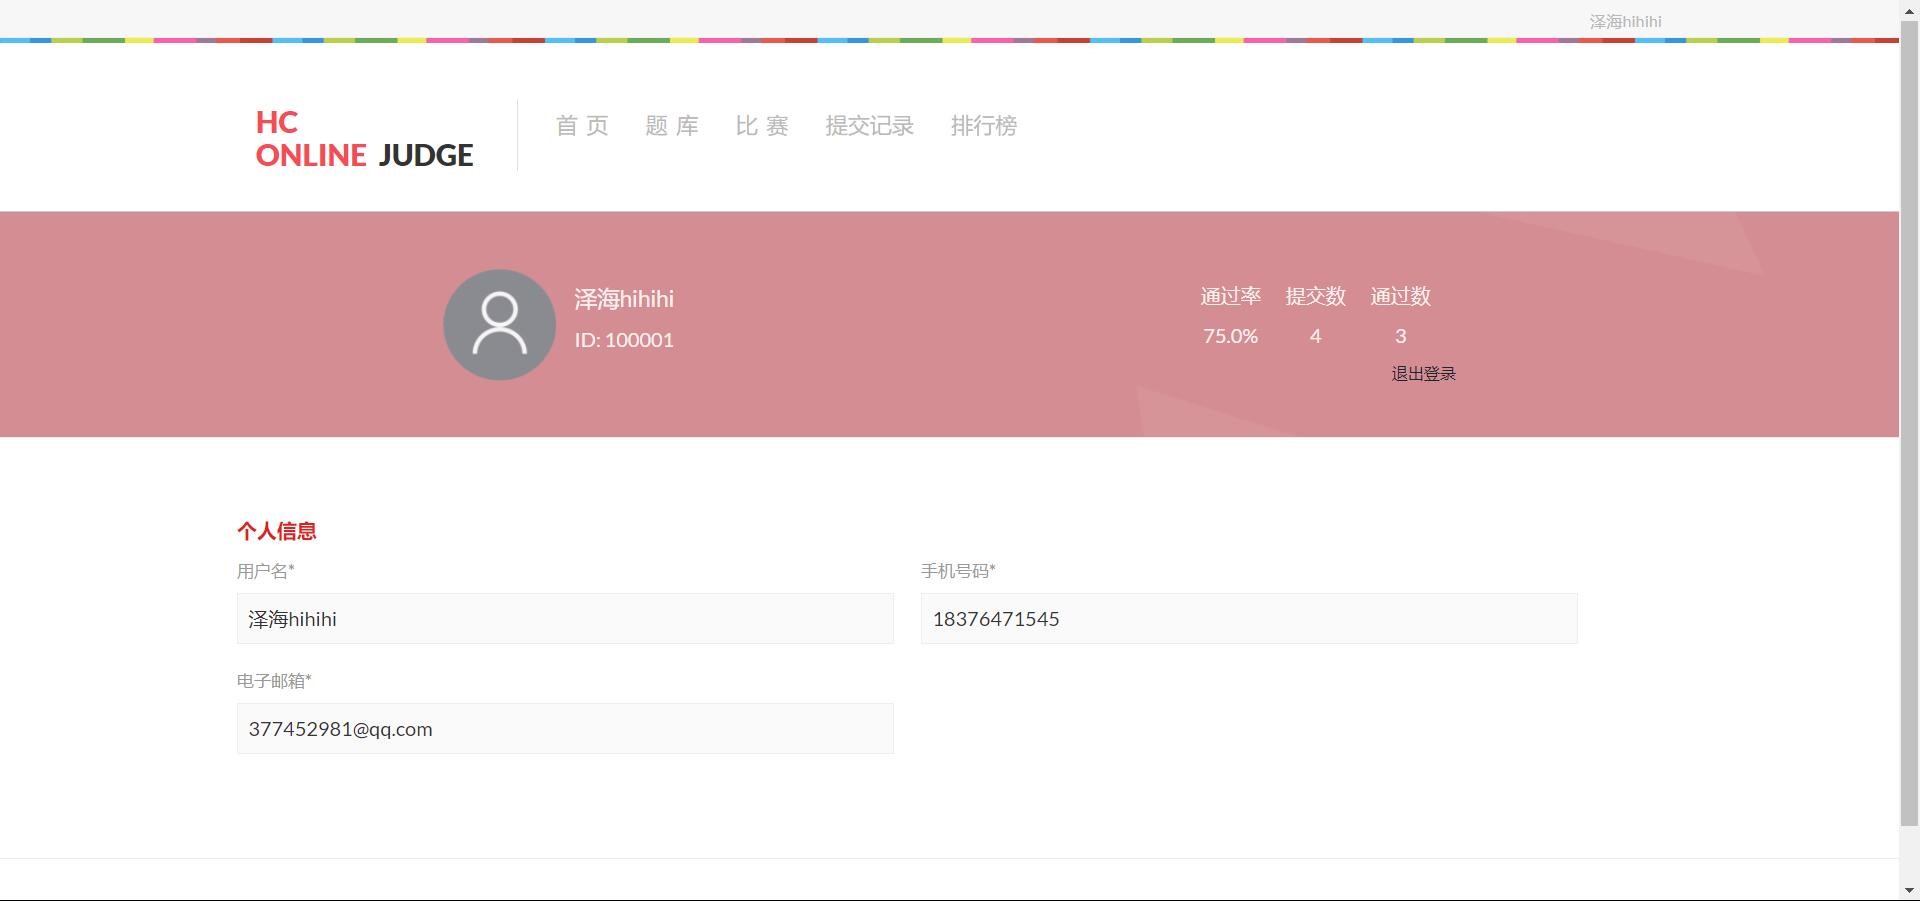 泽海hihihi
HC
ONLINE JUDGE
首 页 题 库 比 赛 提交记录 排行榜
泽海hihihi
ID: 100001
通过率 提交数 通过数
75.0% 4 3
退出登录
个人信息
用户名* 手机号码*
泽海hihihi 18376471545
电子邮箱*
377452981@qq.com